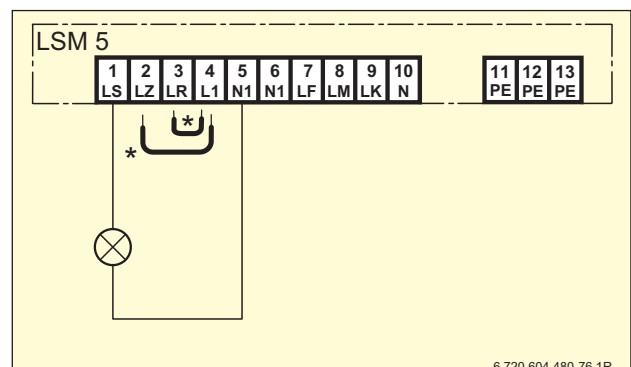 LSM 5
1 2 3 4 5 6 7 8 9 10 11 12 13
LS LZ LR L1 N1 N1 LF LM LK N PE PE PE
*
*
6 720 604 480-76.1R